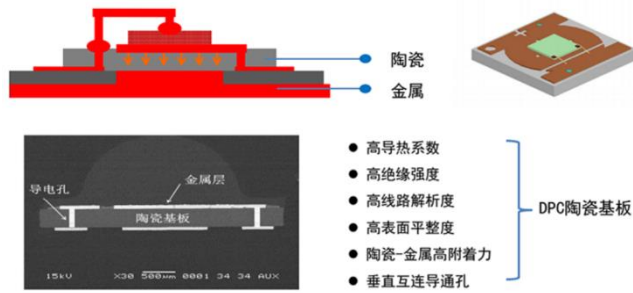 陶瓷
金属
金属层
导电孔
陶瓷基板
15kV X30 500μm 0001 34 34 AUX
● 高导热系数
● 高绝缘强度
● 高线路解析度
● 高表面平整度
● 陶瓷-金属高附着力
● 垂直互连导通孔
DPC陶瓷基板